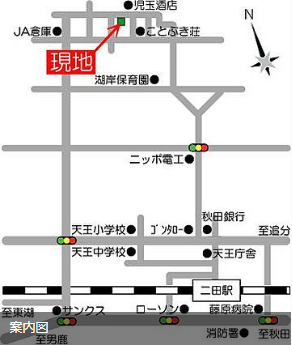 児玉酒店
N
JA倉庫
ことぶき荘
現地
湖岸保育園
ニッポ電工
秋田銀行
天王小学校
ｺﾞﾝﾀﾛｰ
至追分
天王中学校
天王庁舎
二田駅
至東湖
サンクス
ローソン
藤原病院
案内図
至男鹿
消防署
至秋田